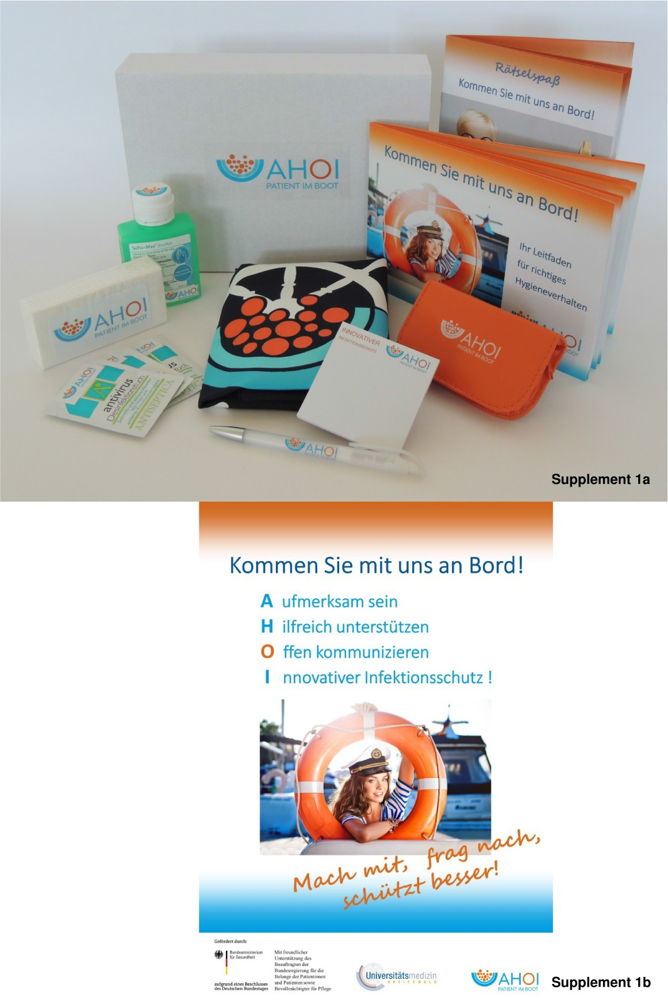 Rätselspaß
Kommen Sie mit uns an Bord!
Kommen Sie mit uns an Bord!
Ihr Leitfaden
für richtiges
Hygieneverhalten
AHOI
PATIENT IM BOOT
Softa-Man ViscoRub
AHOI
AHOI
PATIENT IM BOOT
AHOI
antivirus
Desinfektionstuch
ANTISEPTICA
INNOVATIVER
INFEKTIONSSCHUTZ
AHOI
PATIENT IM BOOT
AHOI
PATIENT IM BOOT
AHOI
Supplement 1a
Kommen Sie mit uns an Bord!
A ufmerksam sein
H ilfreich unterstützen
O ffen kommunizieren
I nnovativer Infektionsschutz !
Mach mit, frag nach,
schützt besser!
Gefördert durch:
Bundesministerium
für Gesundheit
aufgrund eines Beschlusses
des Deutschen Bundestages
Mit freundlicher
Unterstützung des
Beauftragten der
Bundesregierung für die
Belange der Patientinnen
und Patienten sowie
Bevollmächtigter für Pflege
Universitätsmedizin
GREIFSWALD
AHOI
PATIENT IM BOOT
Supplement 1b